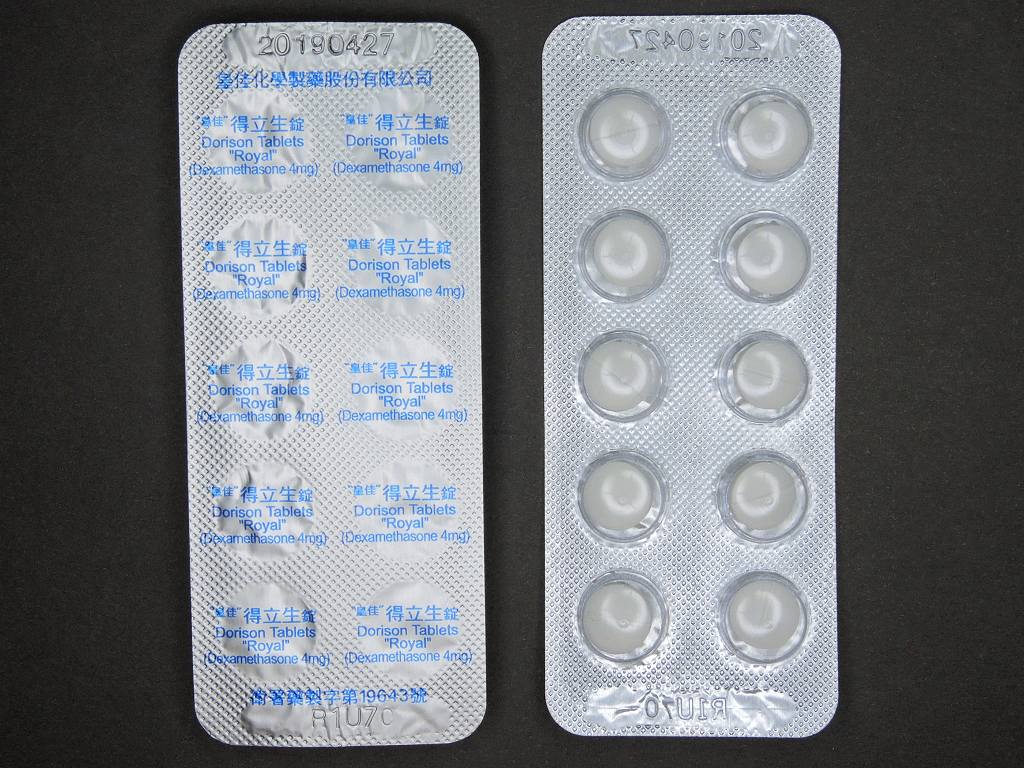 20190427
皇佳化學製藥股份有限公司
"皇佳"得立生錠 "皇佳"得立生錠
Dorison Tablets Dorison Tablets
"Royal" "Royal"
(Dexamethasone 4mg) (Dexamethasone 4mg)
"皇佳"得立生錠 "皇佳"得立生錠
Dorison Tablets Dorison Tablets
"Royal" "Royal"
(Dexamethasone 4mg) (Dexamethasone 4mg)
"皇佳"得立生錠 "皇佳"得立生錠
Dorison Tablets Dorison Tablets
"Royal" "Royal"
(Dexamethasone 4mg) (Dexamethasone 4mg)
"皇佳"得立生錠 "皇佳"得立生錠
Dorison Tablets Dorison Tablets
"Royal" "Royal"
(Dexamethasone 4mg) (Dexamethasone 4mg)
"皇佳"得立生錠 "皇佳"得立生錠
Dorison Tablets Dorison Tablets
"Royal" "Royal"
(Dexamethasone 4mg) (Dexamethasone 4mg)
衛署藥製字第19643號
R1U70
20190427
R1U70